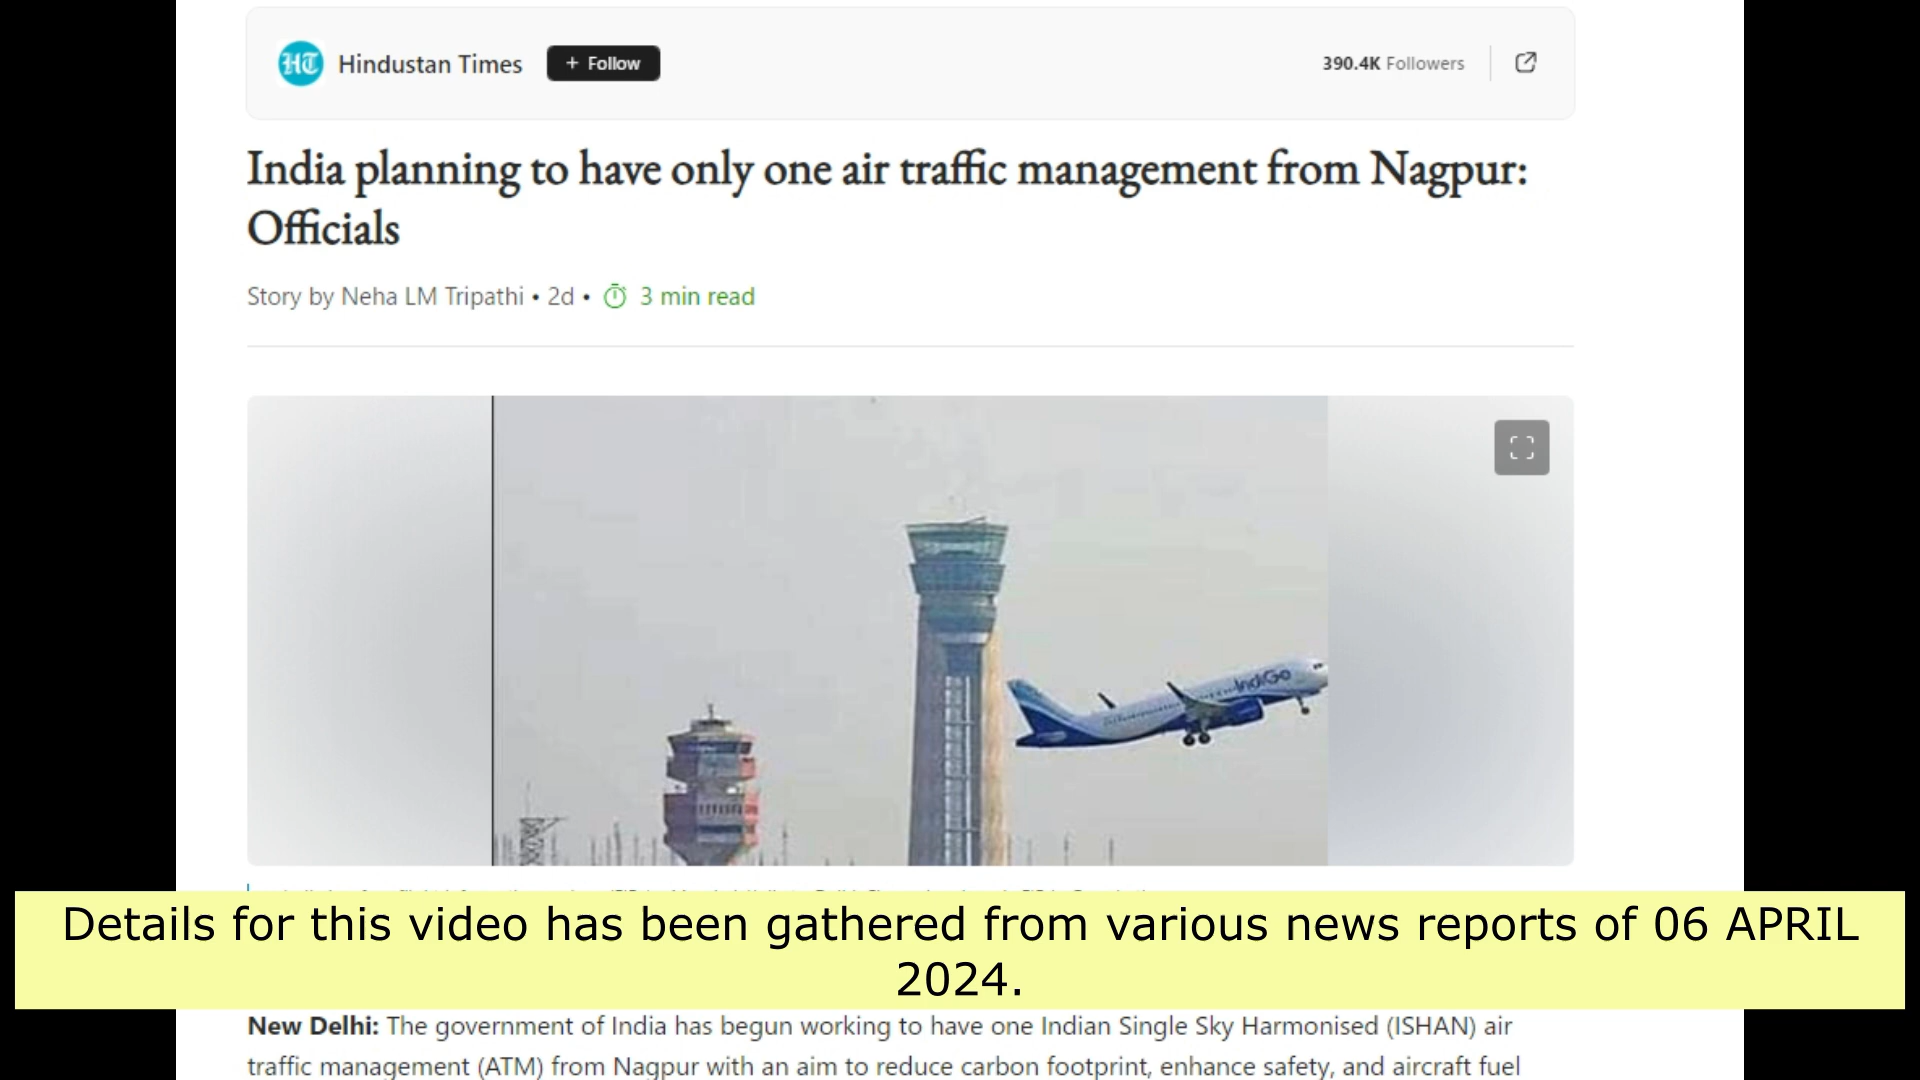 HT Hindustan Times + Follow 390.4K Followers
India planning to have only one air traffic management from Nagpur:
Officials
Story by Neha LM Tripathi • 2d • 3 min read
IndiGo
Details for this video has been gathered from various news reports of 06 APRIL
2024.
New Delhi: The government of India has begun working to have one Indian Single Sky Harmonised (ISHAN) air
traffic management (ATM) from Nagpur with an aim to reduce carbon footprint, enhance safety, and aircraft fuel